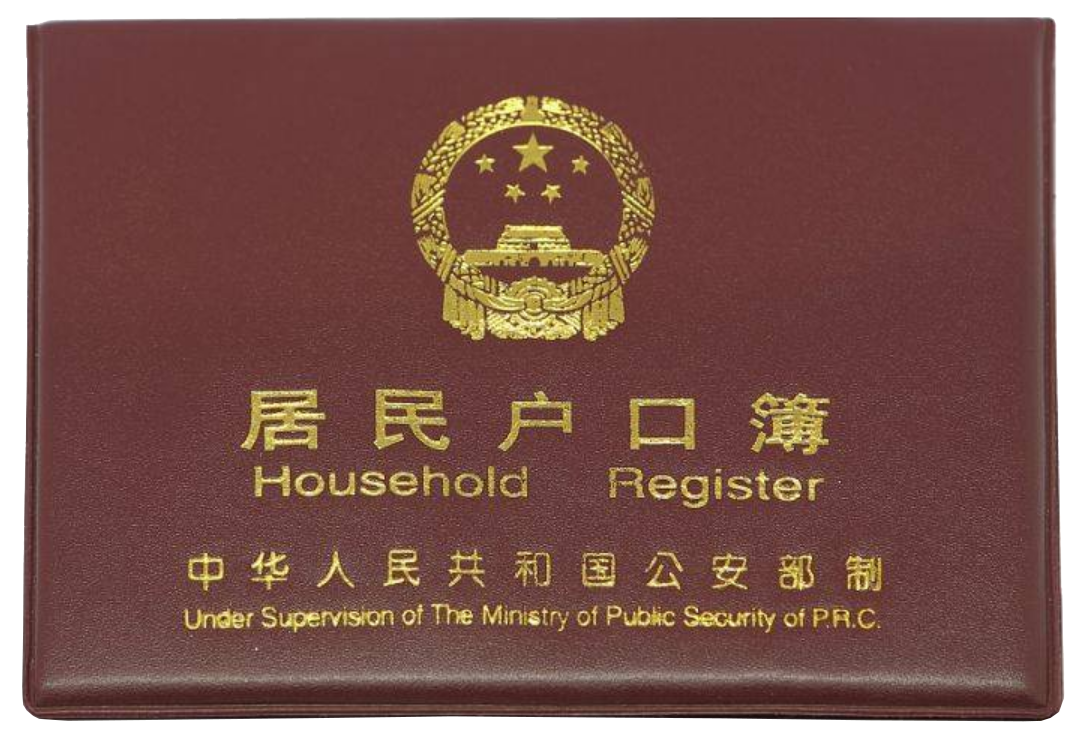 居民户口簿
Household Register
中华人民共和国公安部制
Under Supervision of The Ministry of Public Security of P.R.C.